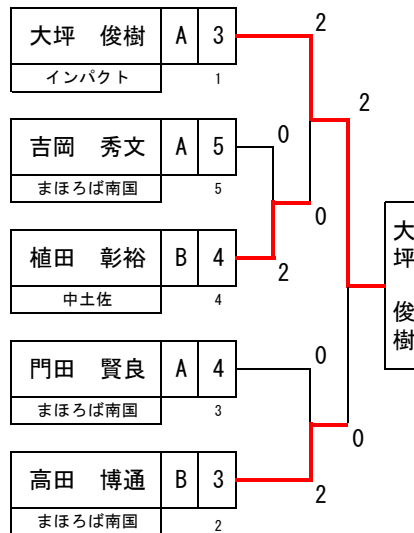 大坪　俊樹 A 3
インパクト 1
吉岡　秀文 A 5
まほろば南国 5
植田　彰裕 B 4
中土佐 4
門田　賢良 A 4
まほろば南国 3
高田　博通 B 3
まほろば南国 2
2
0
2
0
0
2
2
0
大坪　俊樹